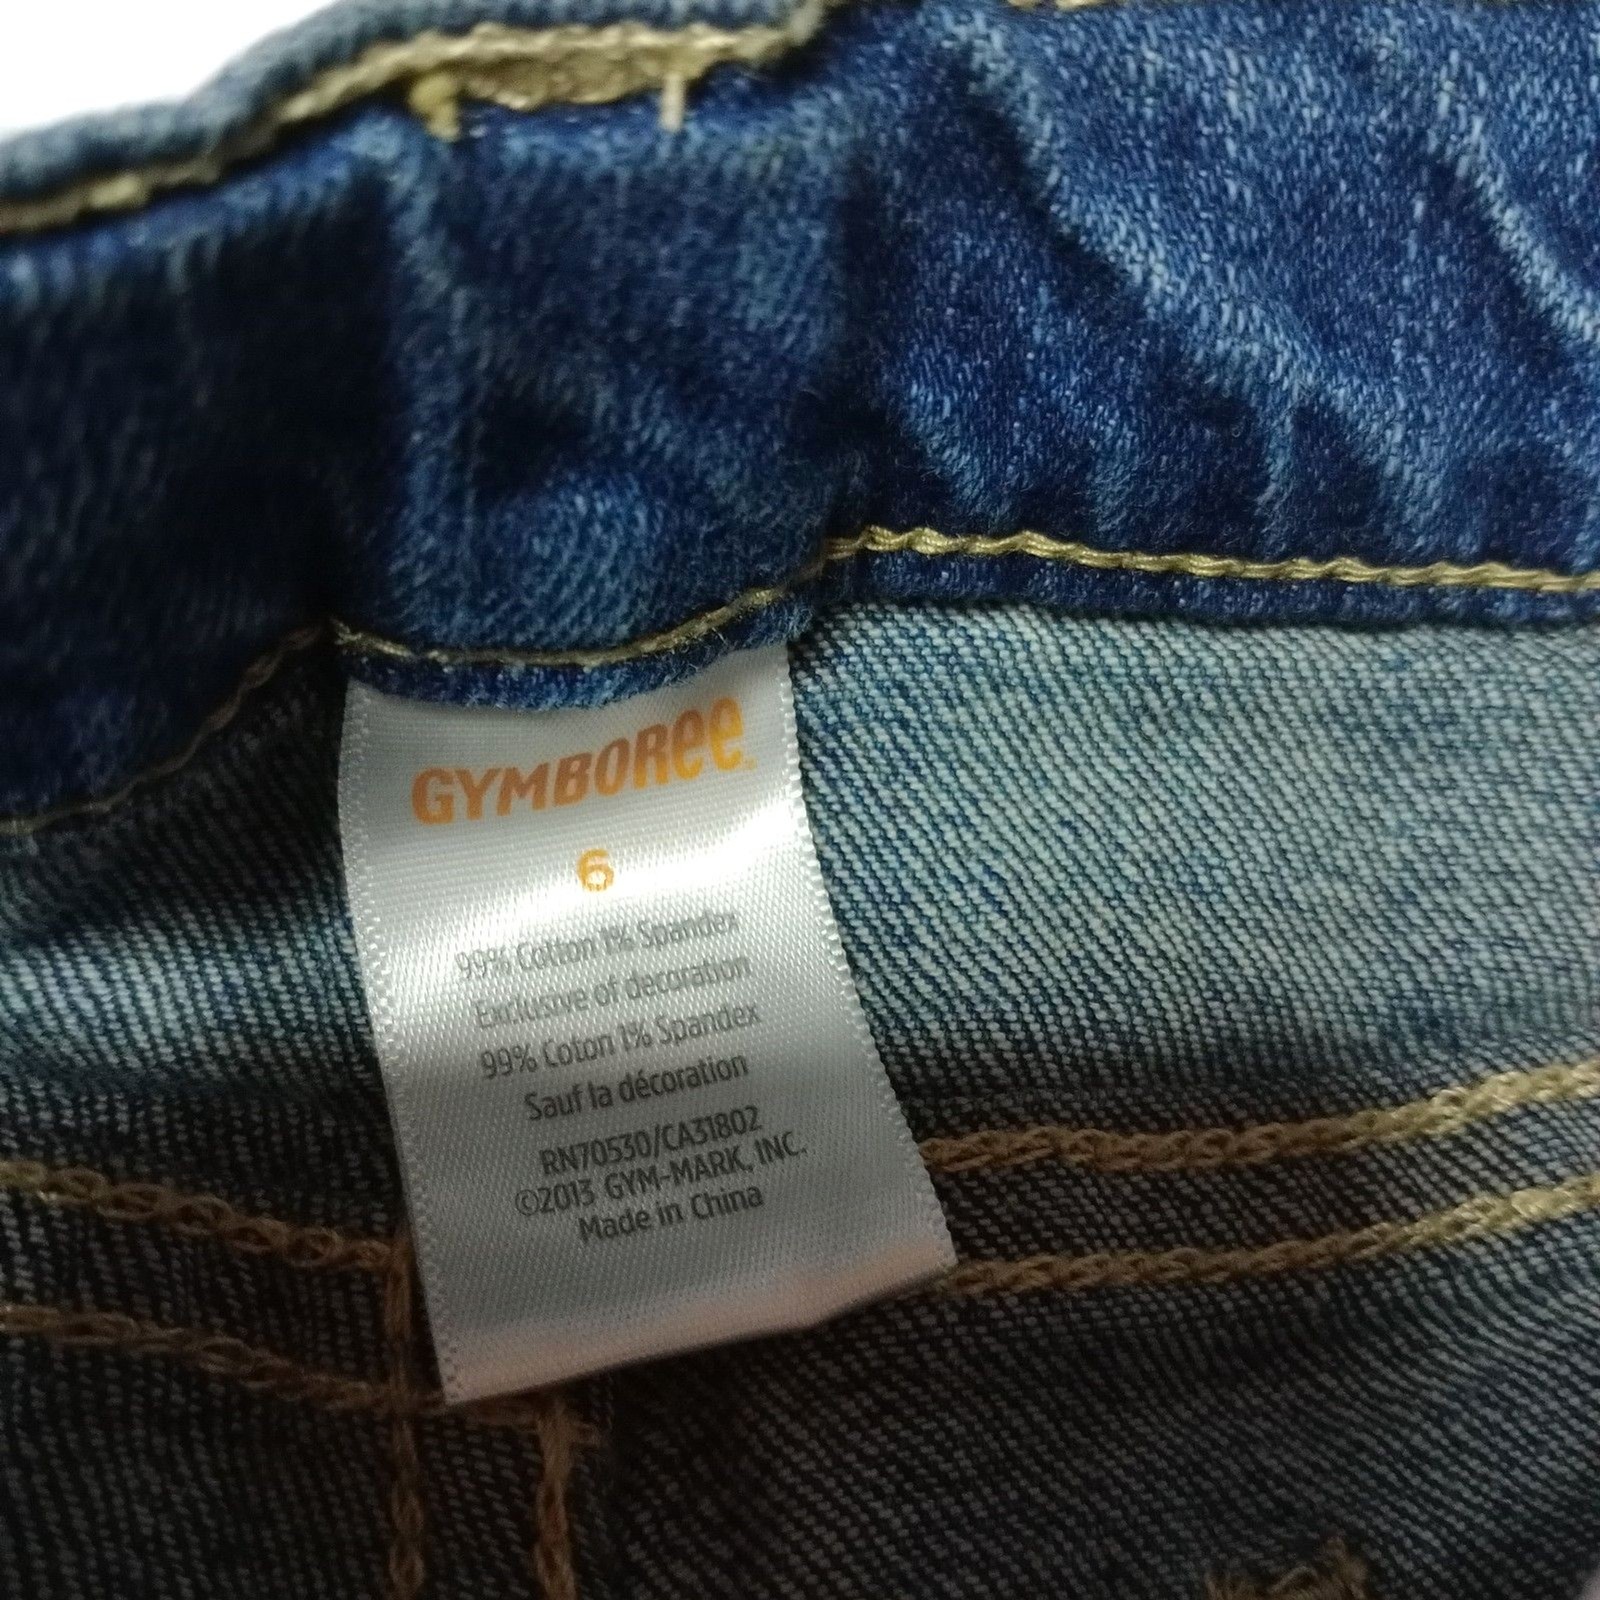 GYMBOREE
6
99% Cotton 1% Spandex
Exclusive of decoration
99% Coton 1% Spandex
Sauf la décoration
RN70530/CA31802
©2013 GYM-MARK, INC.
Made in China